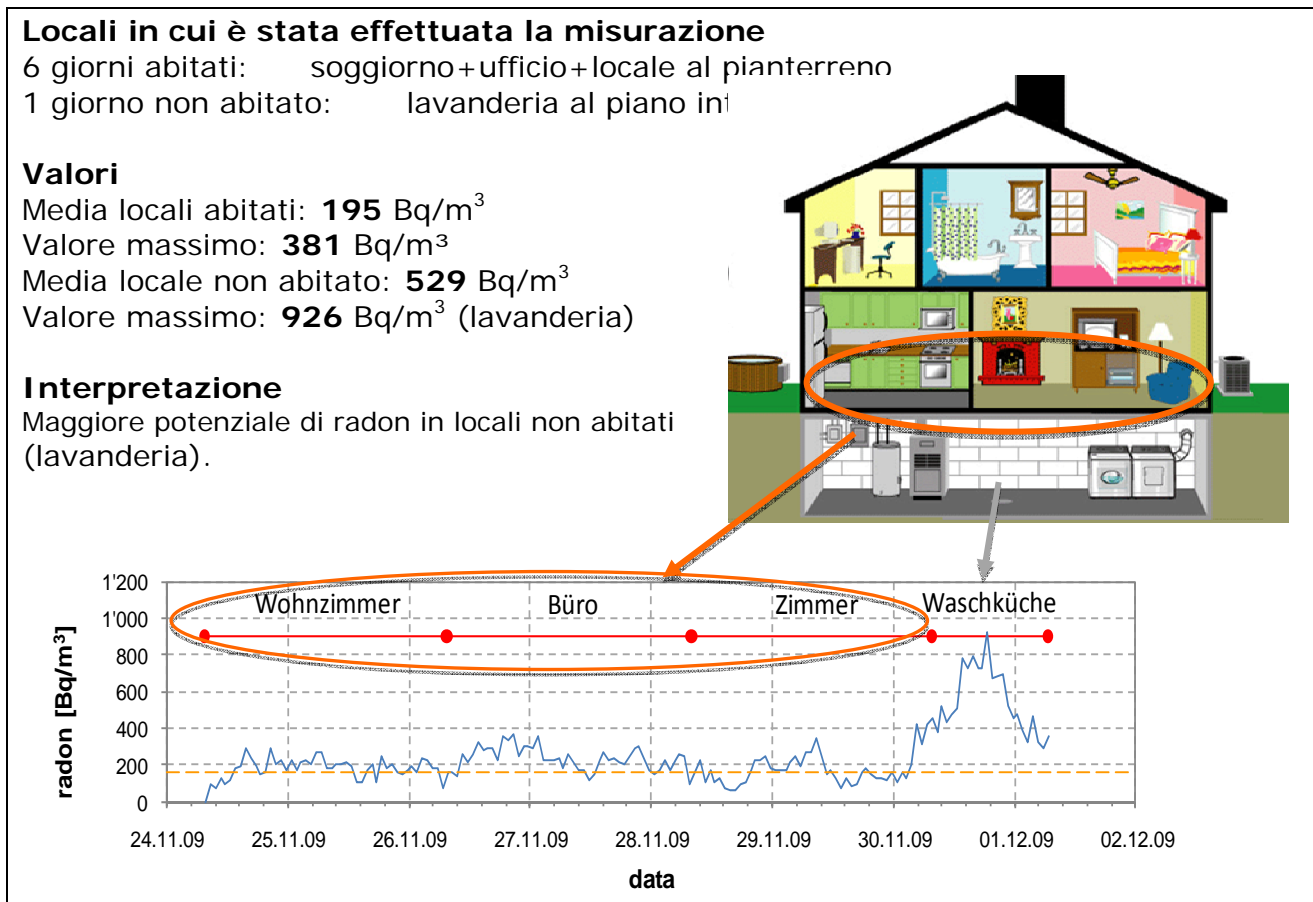 Locali in cui è stata effettuata la misurazione
6 giorni abitati: soggiorno+ufficio+locale al pianterreno
1 giorno non abitato: lavanderia al piano
Valori
Media locali abitati: 195 Bq/m³
Valore massimo: 381 Bq/m³
Media locale non abitato: 529 Bq/m³
Valore massimo: 926 Bq/m³ (lavanderia)
Interpretazione
Maggiore potenziale di radon in locali non abitati
(lavanderia).
radon [Bq/m³]
1'200
1'000
800
600
400
200
0
Wohnzimmer Büro Zimmer Waschküche
24.11.09 25.11.09 26.11.09 27.11.09 28.11.09 29.11.09 30.11.09 01.12.09 02.12.09
data